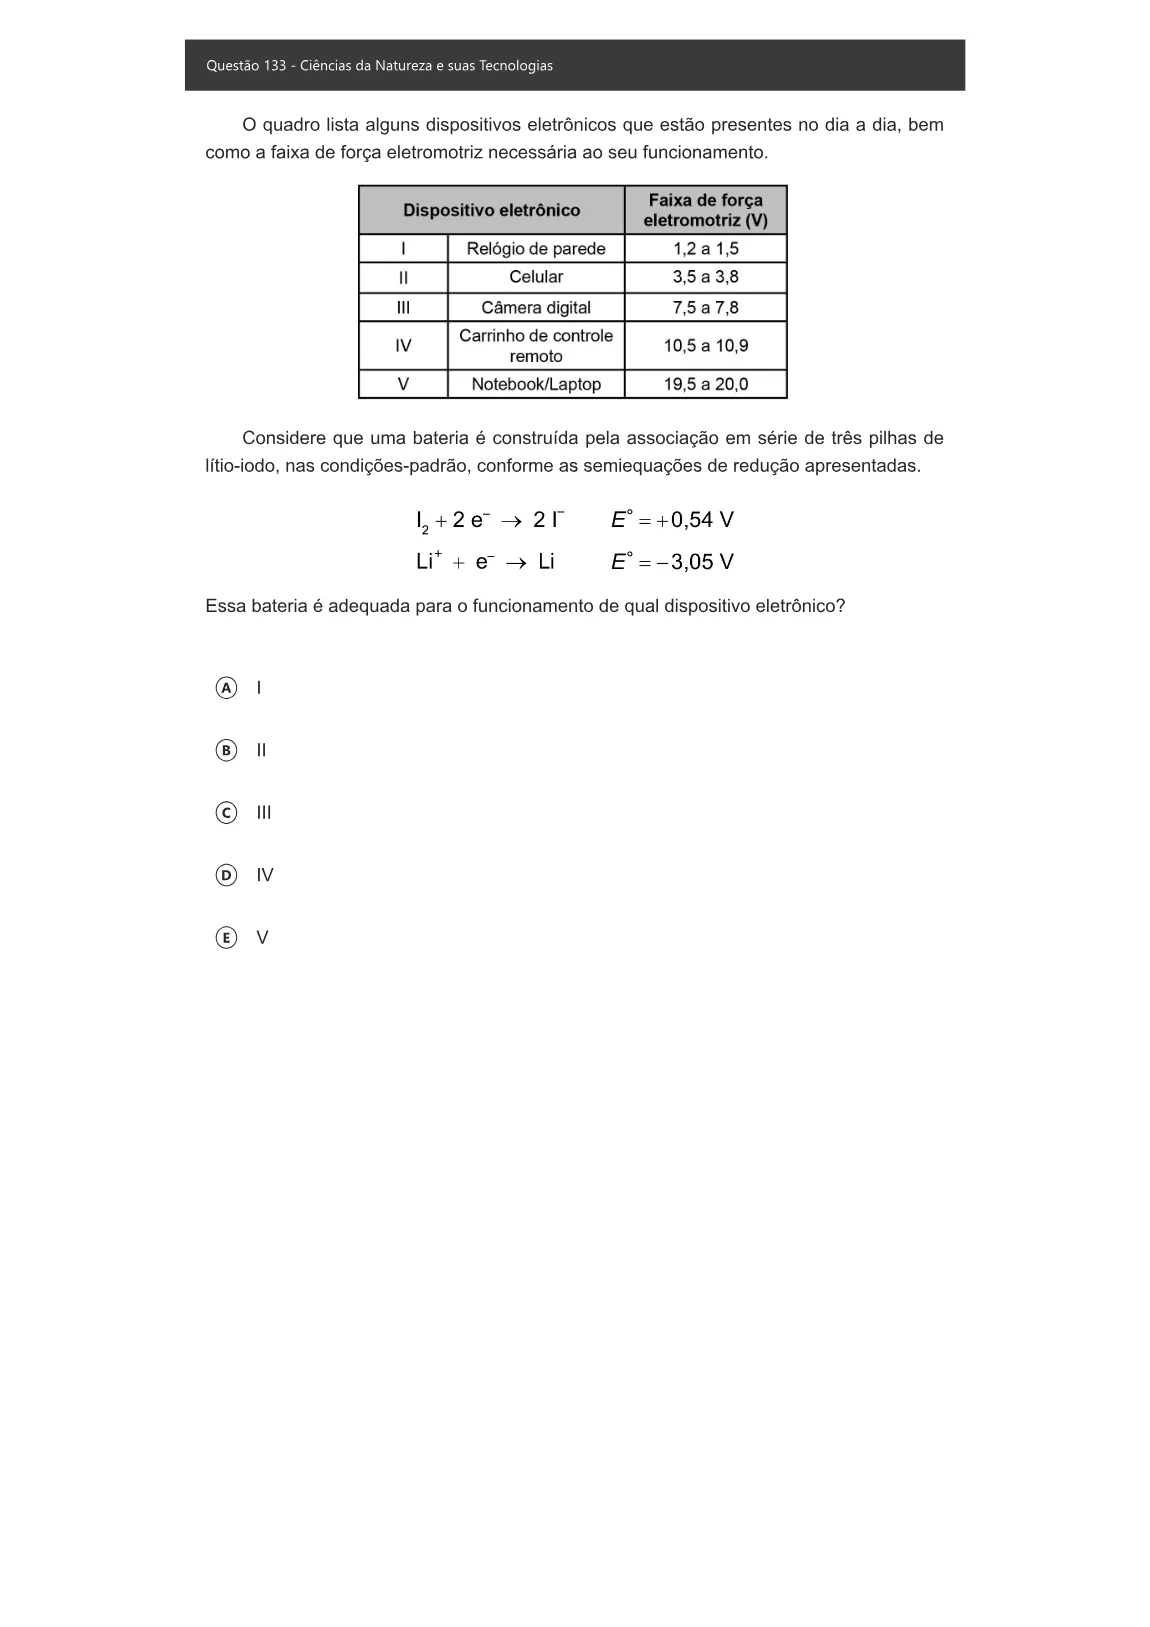 Questão 133 - Ciências da Natureza e suas Tecnologias
O quadro lista alguns dispositivos eletrônicos que estão presentes no dia a dia, bem
como a faixa de força eletromotriz necessária ao seu funcionamento.
Dispositivo eletrônico | Faixa de força eletromotriz (V)
I | Relógio de parede | 1,2 a 1,5
II | Celular | 3,5 a 3,8
III | Câmera digital | 7,5 a 7,8
IV | Carrinho de controle remoto | 10,5 a 10,9
V | Notebook/Laptop | 19,5 a 20,0
Considere que uma bateria é construída pela associação em série de três pilhas de
lítio-iodo, nas condições-padrão, conforme as semiequações de redução apresentadas.
I₂ + 2 e⁻ → 2 I⁻ E° = +0,54 V
Li⁺ + e⁻ → Li E° = −3,05 V
Essa bateria é adequada para o funcionamento de qual dispositivo eletrônico?
A I
B II
C III
D IV
E V